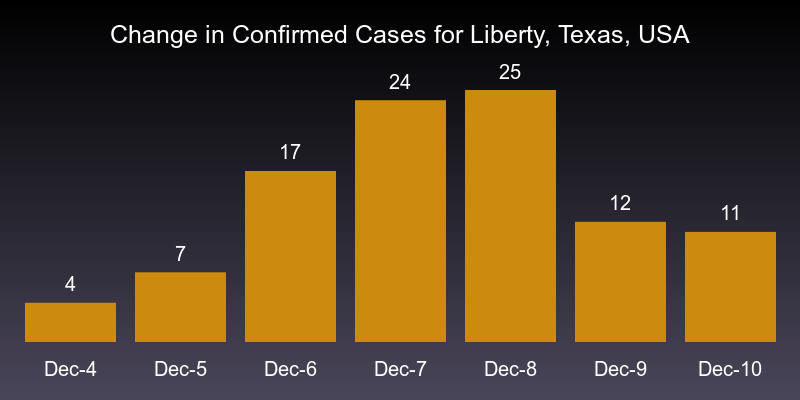 Change in Confirmed Cases for Liberty, Texas, USA
4
7
17
24
25
12
11
Dec-4
Dec-5
Dec-6
Dec-7
Dec-8
Dec-9
Dec-10